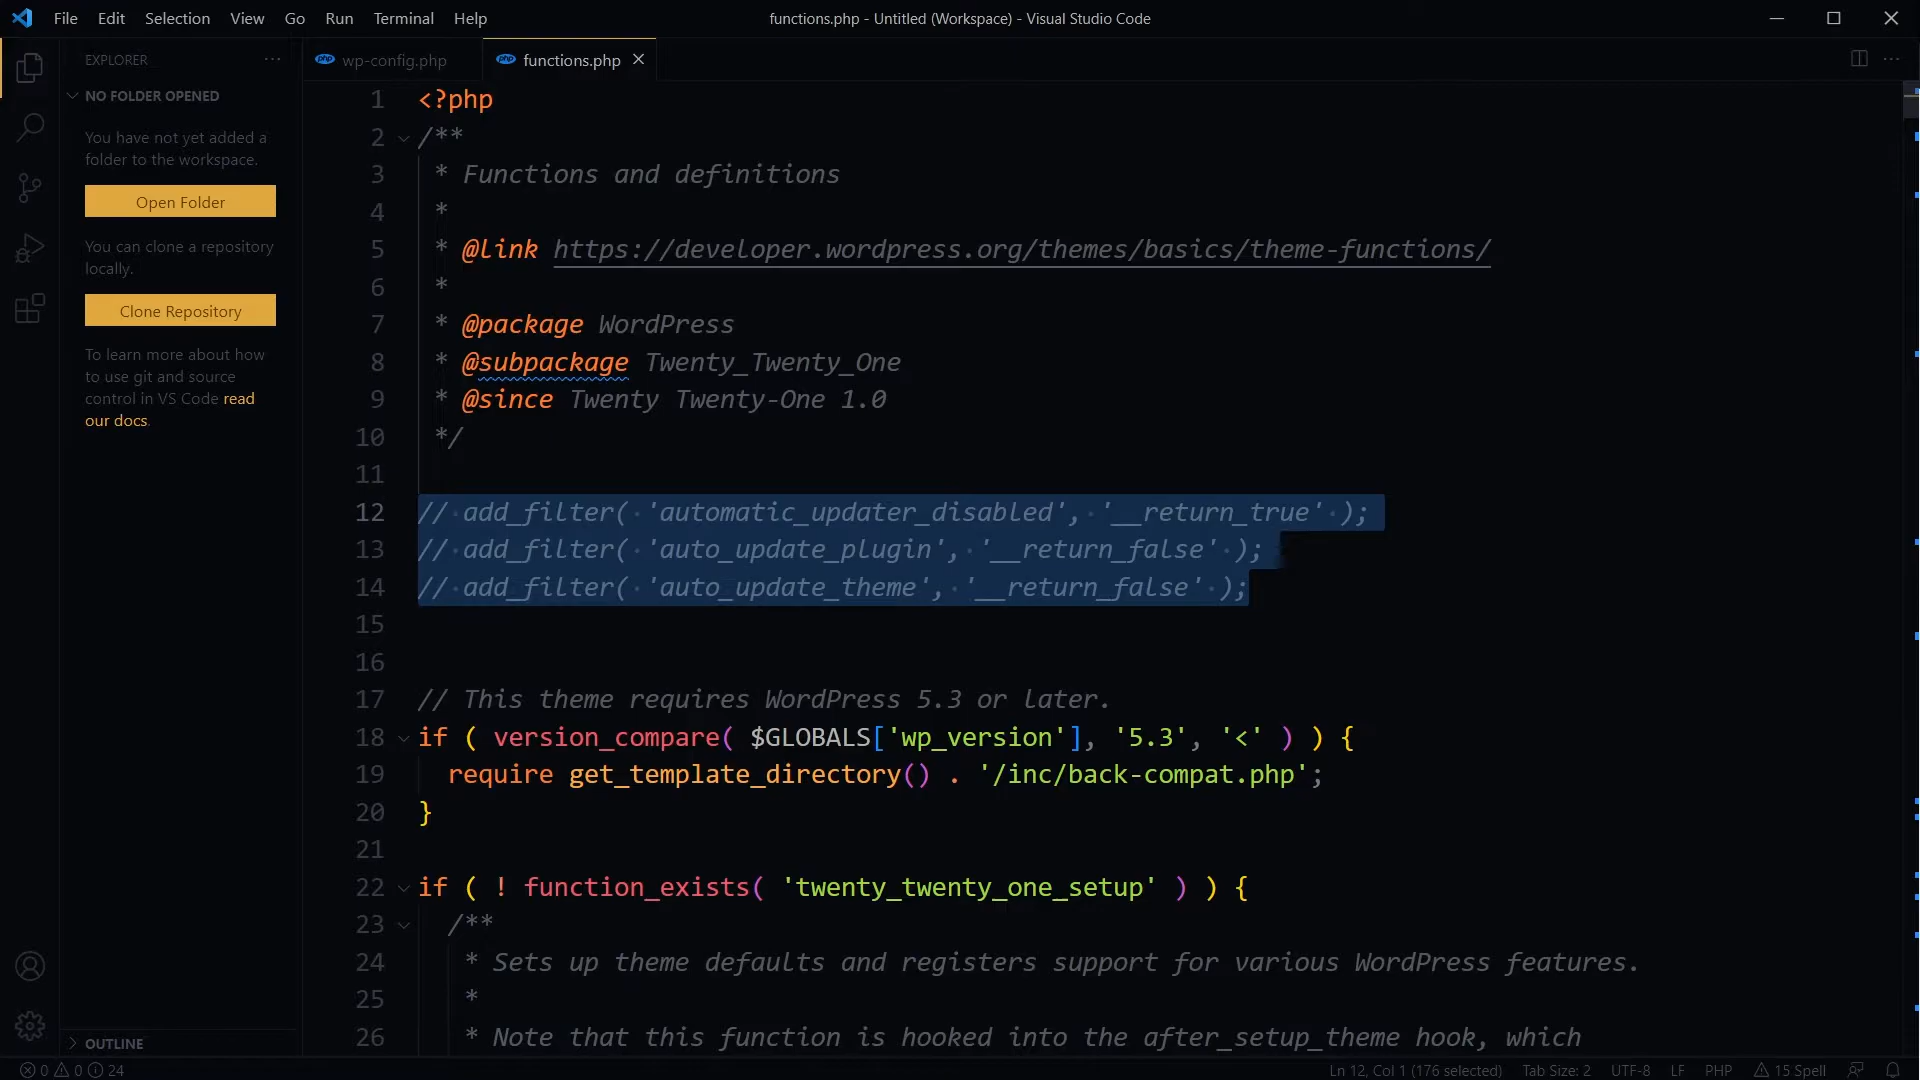 File Edit Selection View Go Run Terminal Help
functions.php - Untitled (Workspace) - Visual Studio Code
EXPLORER
NO FOLDER OPENED
You have not yet added a
folder to the workspace.
Open Folder
You can clone a repository
locally.
Clone Repository
To learn more about how
to use git and source
control in VS Code read
our docs.
OUTLINE
php wp-config.php
php functions.php
1 <?php
2 /**
3 * Functions and definitions
4 *
5 * @link https://developer.wordpress.org/themes/basics/theme-functions/
6 *
7 * @package WordPress
8 * @subpackage Twenty_Twenty_One
9 * @since Twenty Twenty-One 1.0
10 */
11
12 // add_filter( 'automatic_updater_disabled', '__return_true' );
13 // add_filter( 'auto_update_plugin', '__return_false' );
14 // add_filter( 'auto_update_theme', '__return_false' );
15
16
17 // This theme requires WordPress 5.3 or later.
18 if ( version_compare( $GLOBALS['wp_version'], '5.3', '<' ) ) {
19 require get_template_directory() . '/inc/back-compat.php';
20 }
21
22 if ( ! function_exists( 'twenty_twenty_one_setup' ) ) {
23 /**
24 * Sets up theme defaults and registers support for various WordPress features.
25 *
26 * Note that this function is hooked into the after_setup_theme hook, which
0 0 24
Ln 12, Col 1 (176 selected) Tab Size: 2 UTF-8 LF PHP 15 Spell